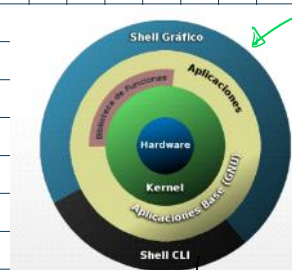 Shell Gráfico
Aplicaciones
Biblioteca de Funciones
Hardware
Kernel
Aplicaciones Base (GNU)
Shell CLI